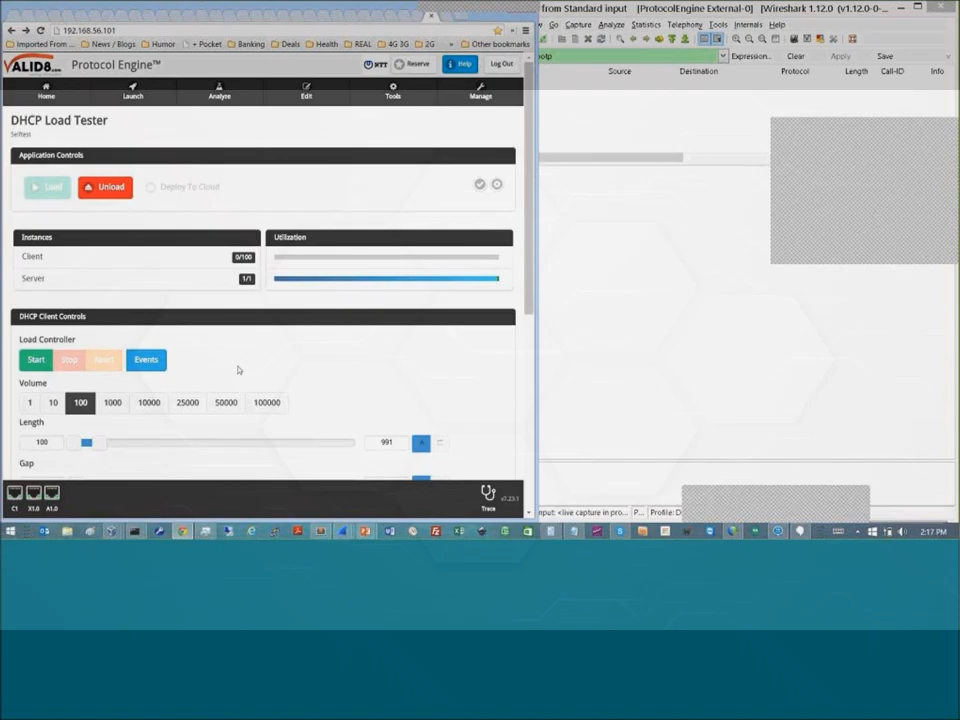 from Standard input [ProtocolEngine External-0] [Wireshark 1.12.0 (v1.12.0-0-
192.168.56.101
Go Capture Analyze Statistics Telephony Tools Internals Help
Imported From ... News / Blogs Humor + Pocket Banking Deals Health REAL 4G 3G 2G » Other bookmarks
VALID8.com Protocol Engine™ NTT Reserve Help Log Out
ootp Expression... Clear Apply Save
Source Destination Protocol Length Call-ID Info
Home Launch Analyze Edit Tools Manage
DHCP Load Tester
Selftest
Application Controls
Load Unload Deploy To Cloud
Instances Utilization
Client 0/100
Server 1/1
DHCP Client Controls
Load Controller
Start Stop Abort Events
Volume
1 10 100 1000 10000 25000 50000 100000
Length
100 991
Gap
C1 X1.0 A1.0 Trace v7.23.1
nput: <live capture in pro... P... Profile: D
2:17 PM